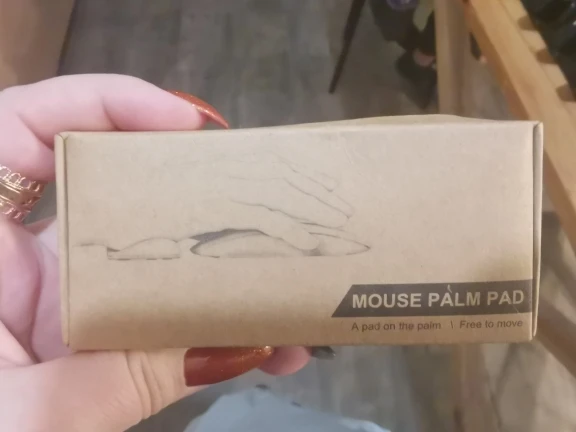 MOUSE PALM PAD
A pad on the palm \ Free to move